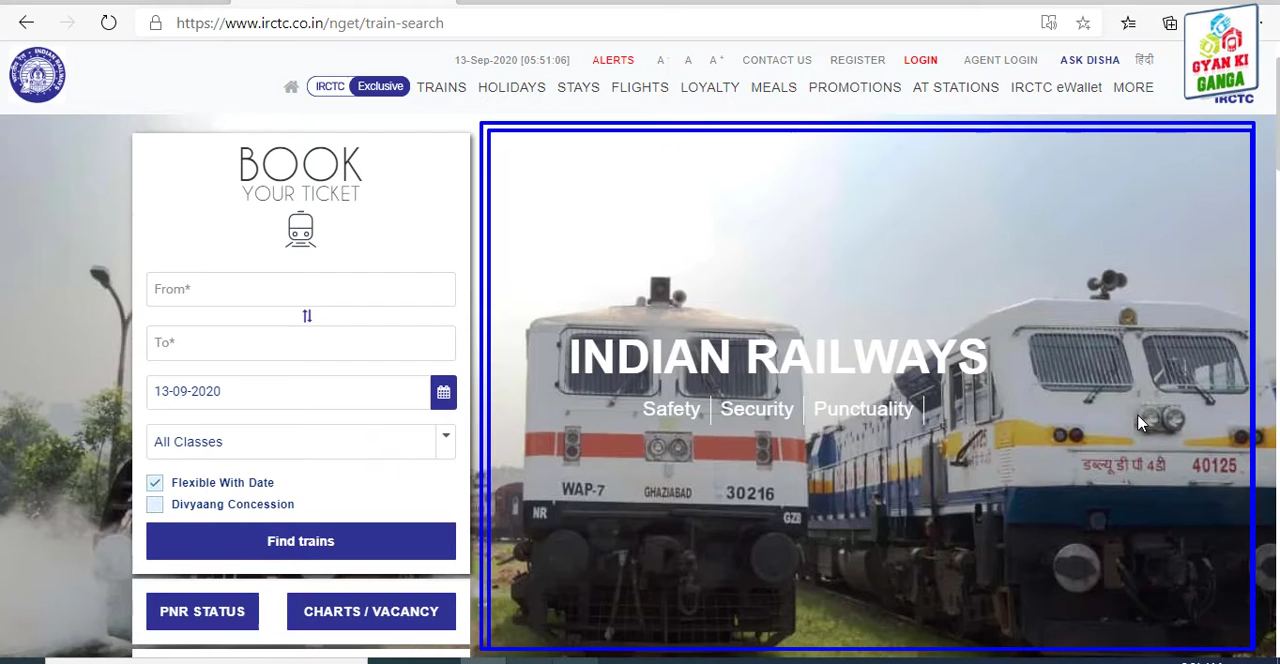 https://www.irctc.co.in/nget/train-search
13-Sep-2020 [05:51:06] ALERTS A- A A+ CONTACT US REGISTER LOGIN AGENT LOGIN ASK DISHA हिंदी
IRCTC Exclusive TRAINS HOLIDAYS STAYS FLIGHTS LOYALTY MEALS PROMOTIONS AT STATIONS IRCTC eWallet MORE
GYAN KI
GANGA
IRCTC
BOOK
YOUR TICKET
From*
To*
13-09-2020
All Classes
Flexible With Date
Divyaang Concession
Find trains
PNR STATUS CHARTS / VACANCY
INDIAN RAILWAYS
Safety Security Punctuality
WAP-7 GHAZIABAD 30216
NR GZB
डब्ल्यू डी पी 4डी 40125